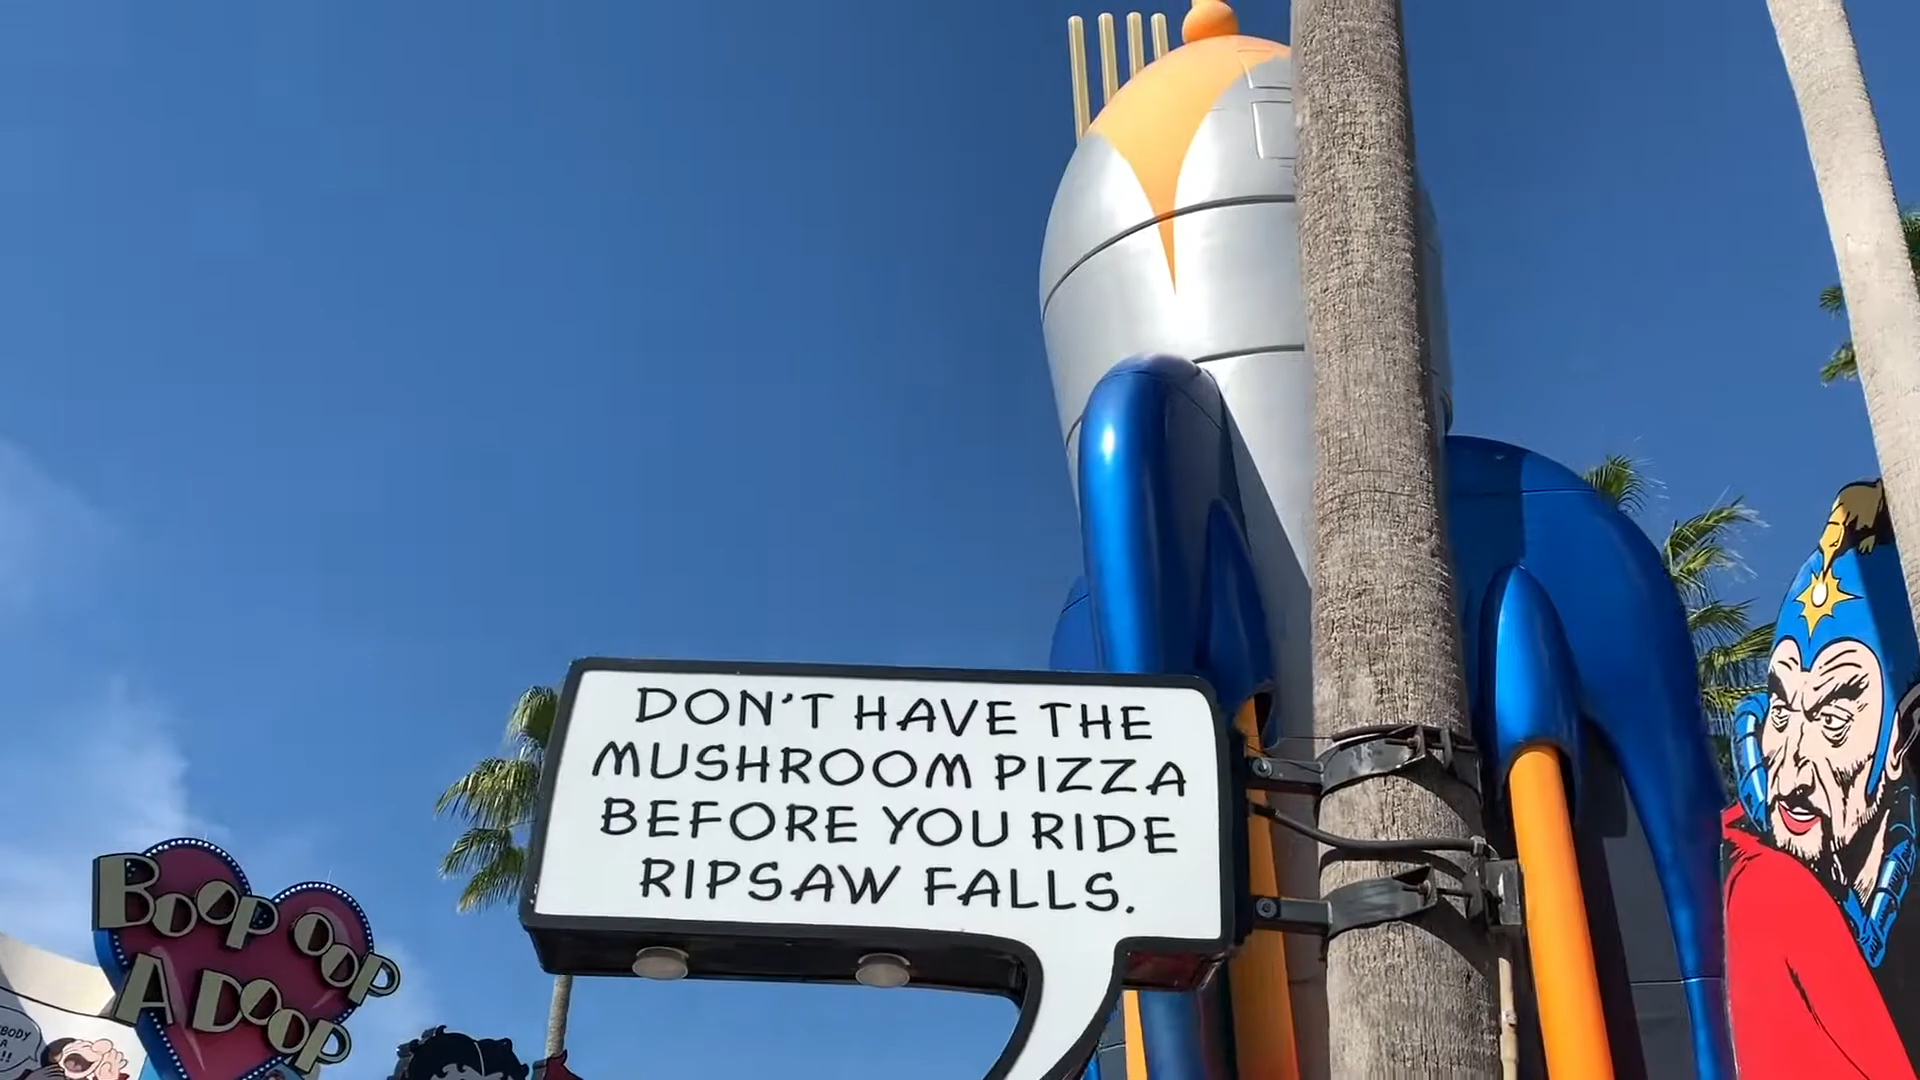 DON'T HAVE THE
MUSHROOM PIZZA
BEFORE YOU RIDE
RIPSAW FALLS.
BOOP OOP
A DOOP